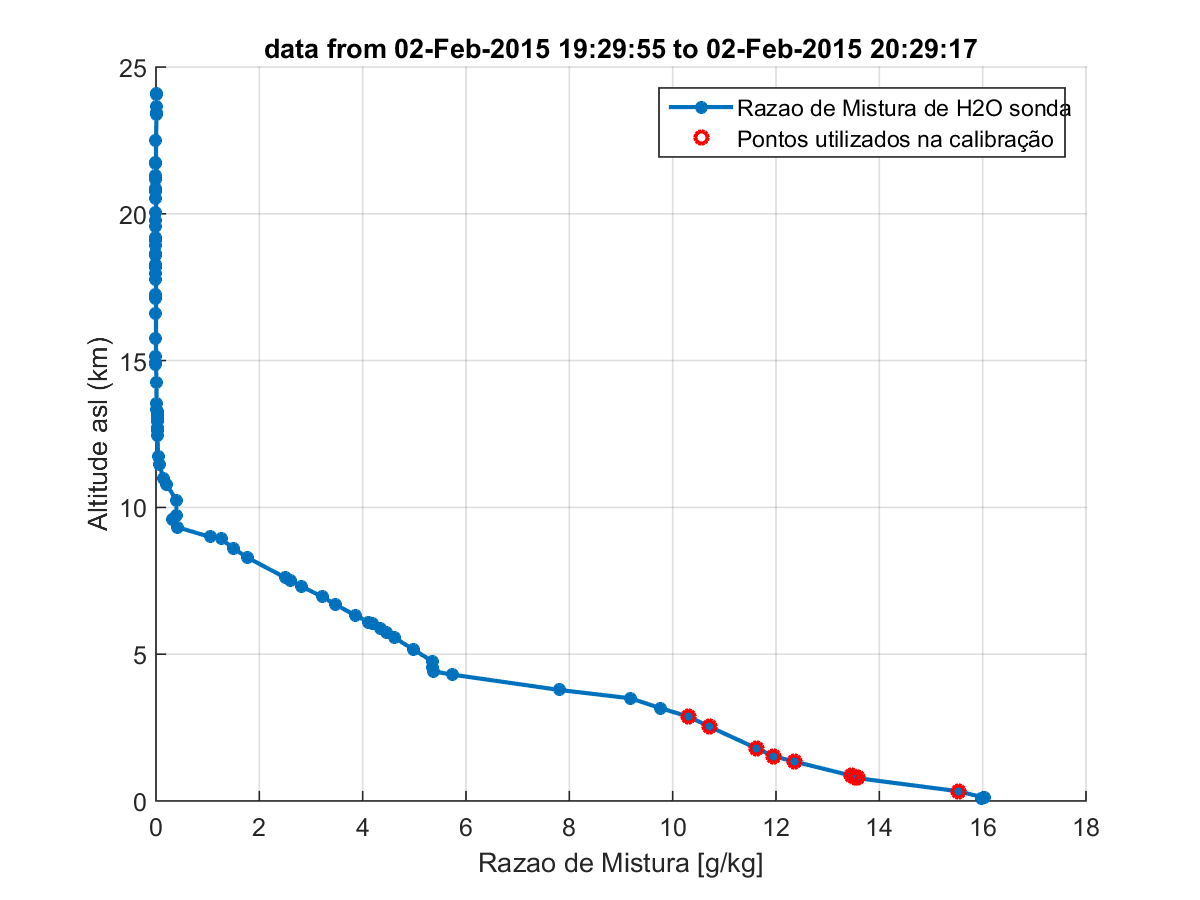 data from 02-Feb-2015 19:29:55 to 02-Feb-2015 20:29:17
Razao de Mistura de H2O sonda
Pontos utilizados na calibração
25
20
15
10
5
0
Altitude asl (km)
0 2 4 6 8 10 12 14 16 18
Razao de Mistura [g/kg]